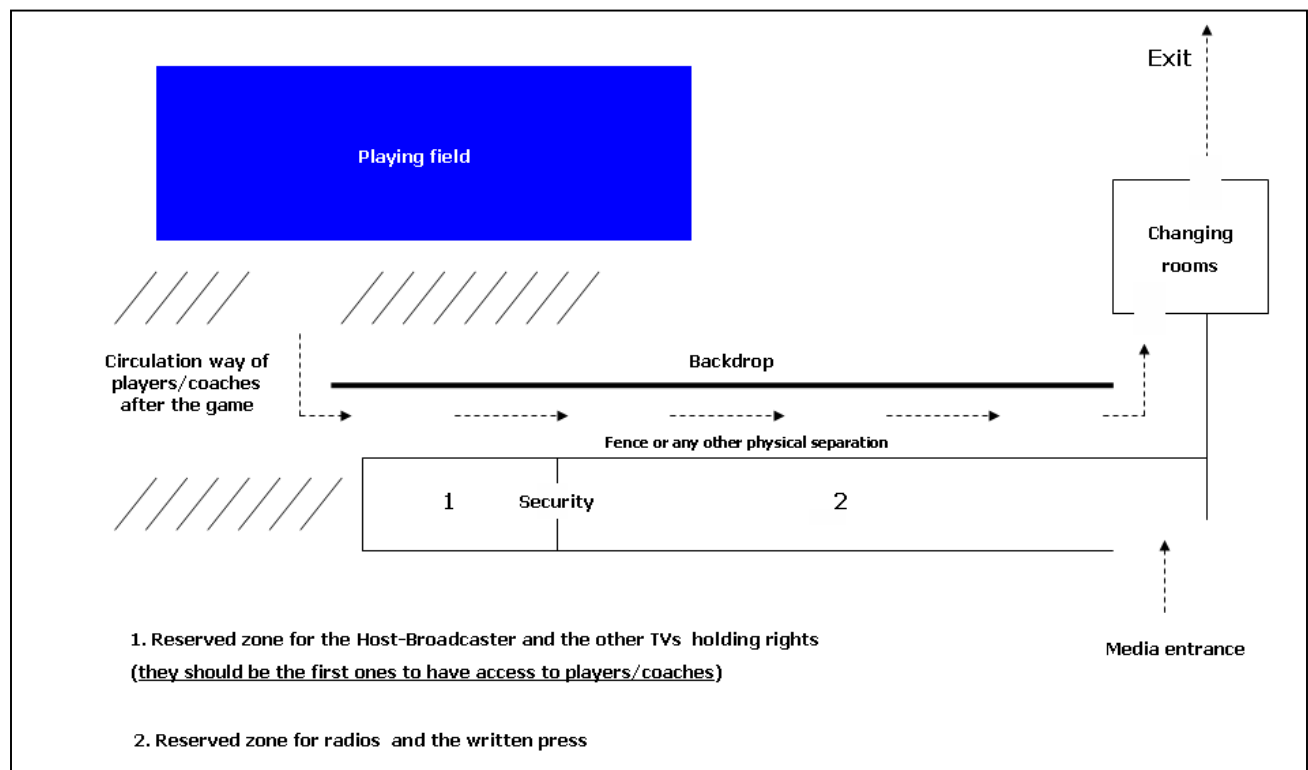 Exit
Playing field
Changing
rooms
Circulation way of
players/coaches
after the game
Backdrop
Fence or any other physical separation
1
Security
2
1. Reserved zone for the Host-Broadcaster and the other TVs holding rights
(they should be the first ones to have access to players/coaches)
Media entrance
2. Reserved zone for radios and the written press